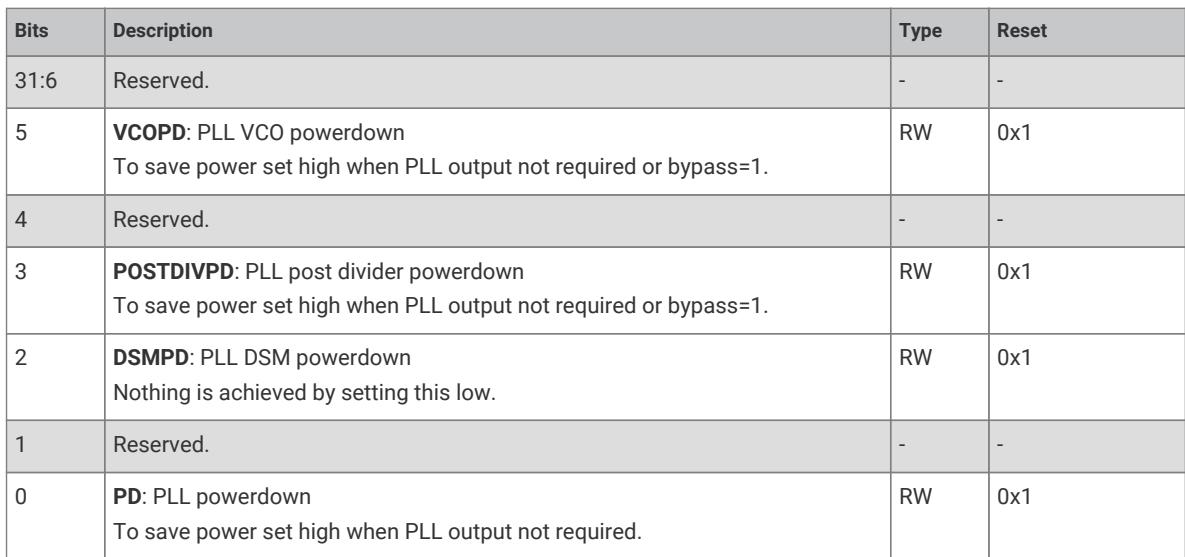 Bits Description Type Reset
31:6 Reserved. - -
5 VCOPD: PLL VCO powerdown RW 0x1
To save power set high when PLL output not required or bypass=1.
4 Reserved. - -
3 POSTDIVPD: PLL post divider powerdown RW 0x1
To save power set high when PLL output not required or bypass=1.
2 DSMPD: PLL DSM powerdown RW 0x1
Nothing is achieved by setting this low.
1 Reserved. - -
0 PD: PLL powerdown RW 0x1
To save power set high when PLL output not required.